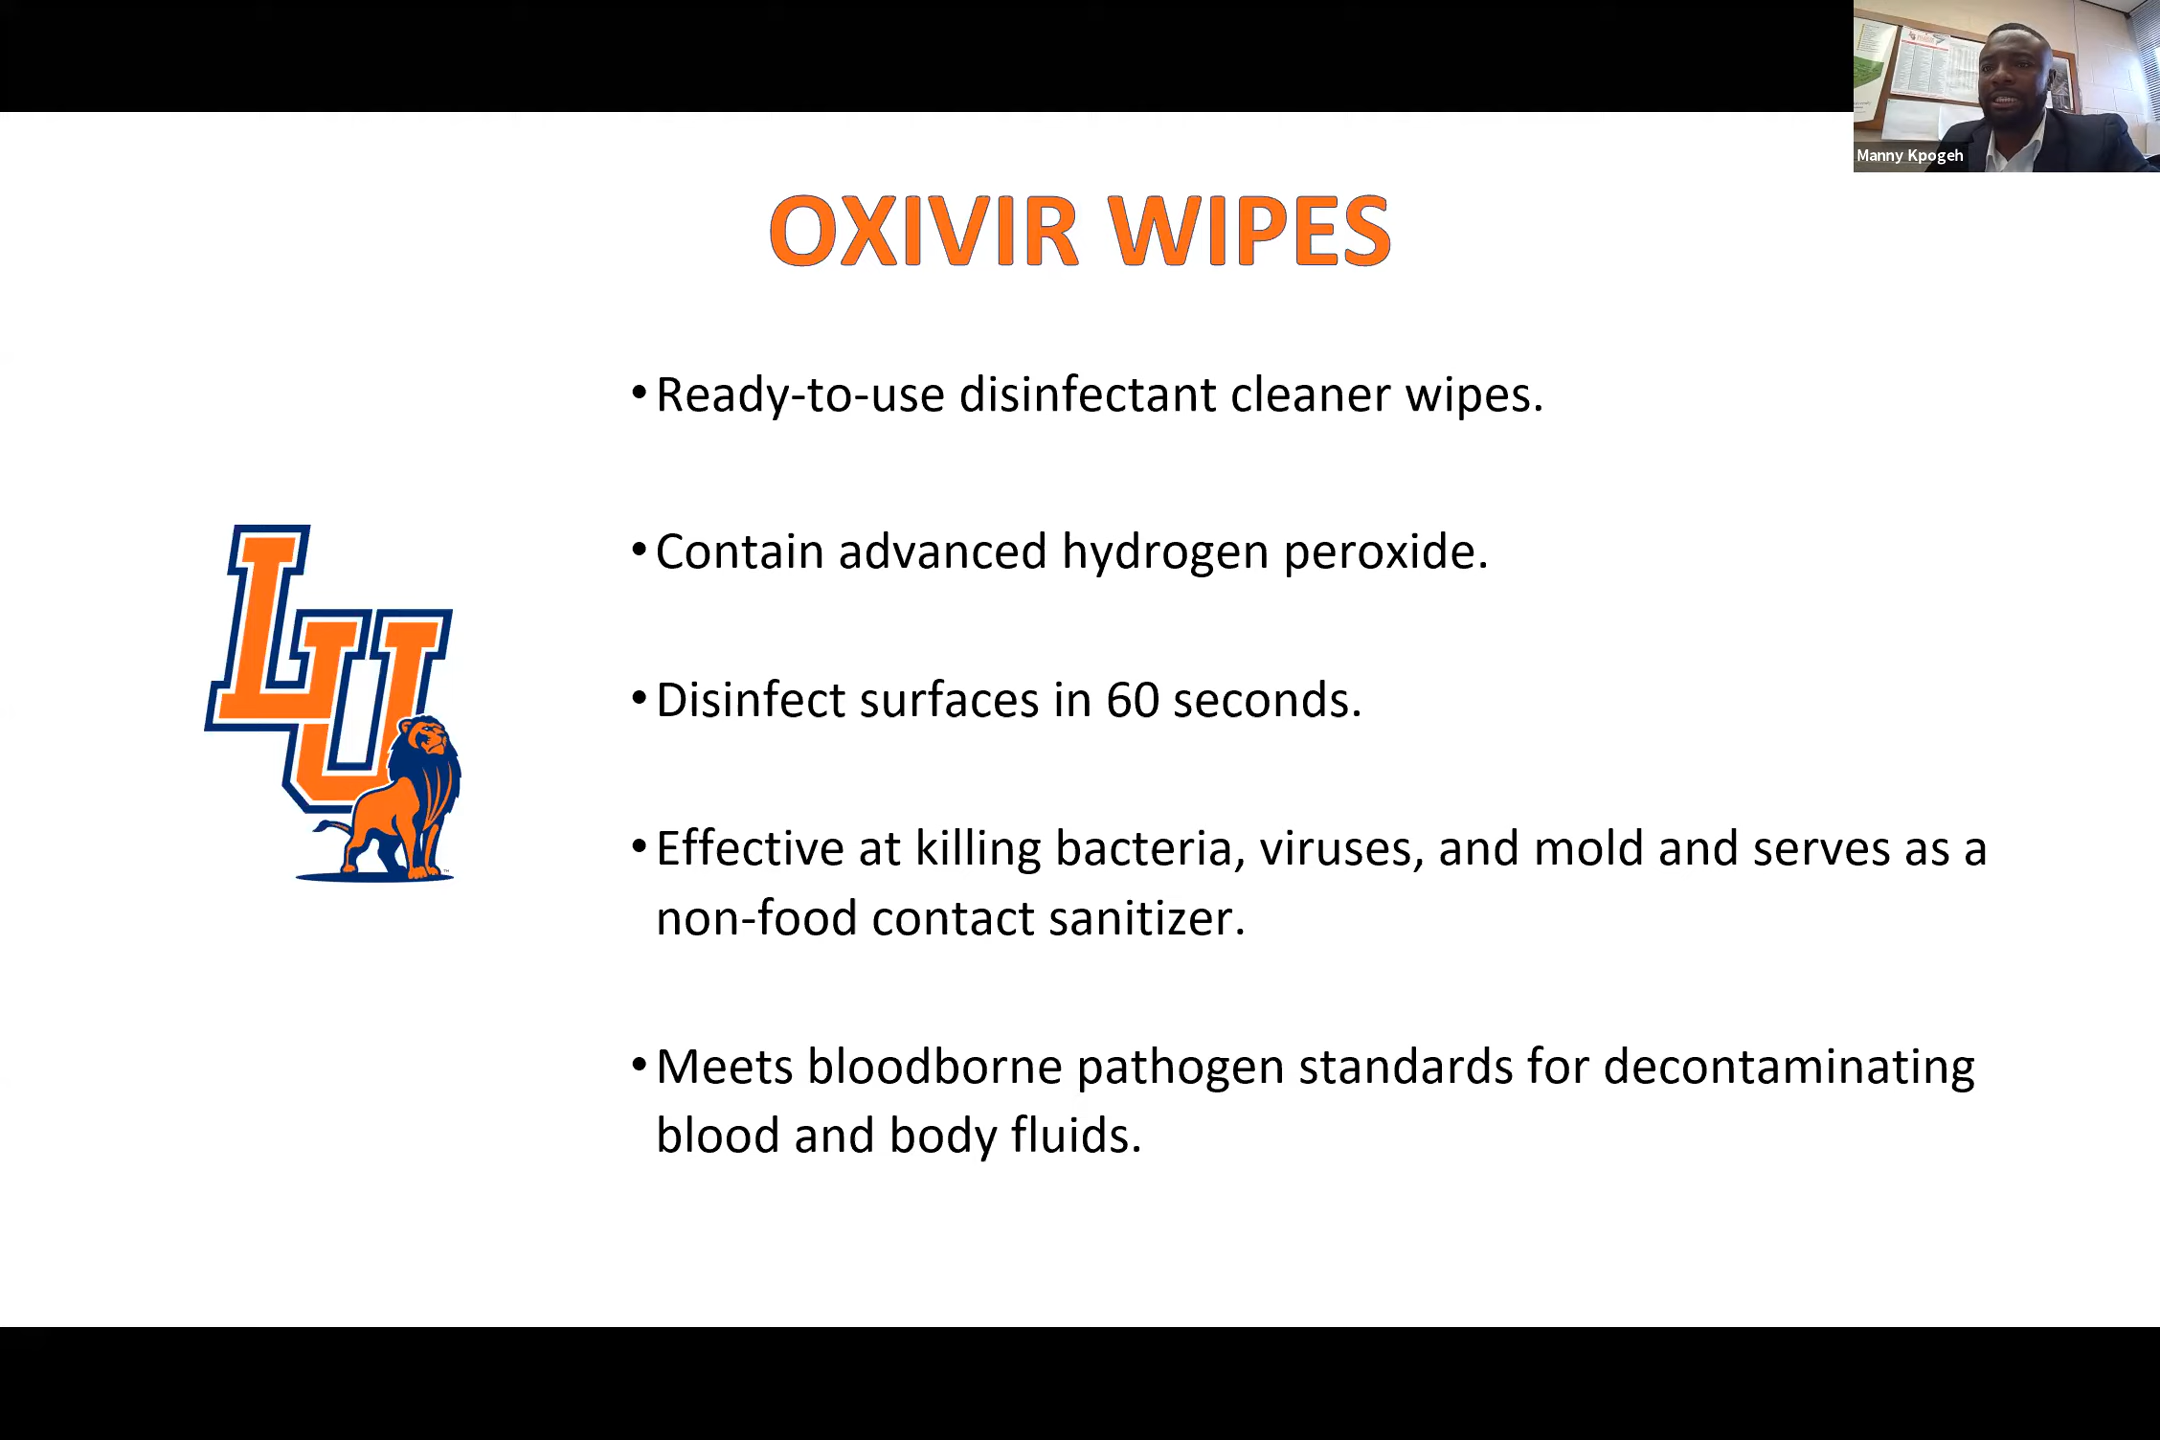 Manny Kpogeh
OXIVIR WIPES
• Ready-to-use disinfectant cleaner wipes.
• Contain advanced hydrogen peroxide.
• Disinfect surfaces in 60 seconds.
• Effective at killing bacteria, viruses, and mold and serves as a
non-food contact sanitizer.
• Meets bloodborne pathogen standards for decontaminating
blood and body fluids.
LU